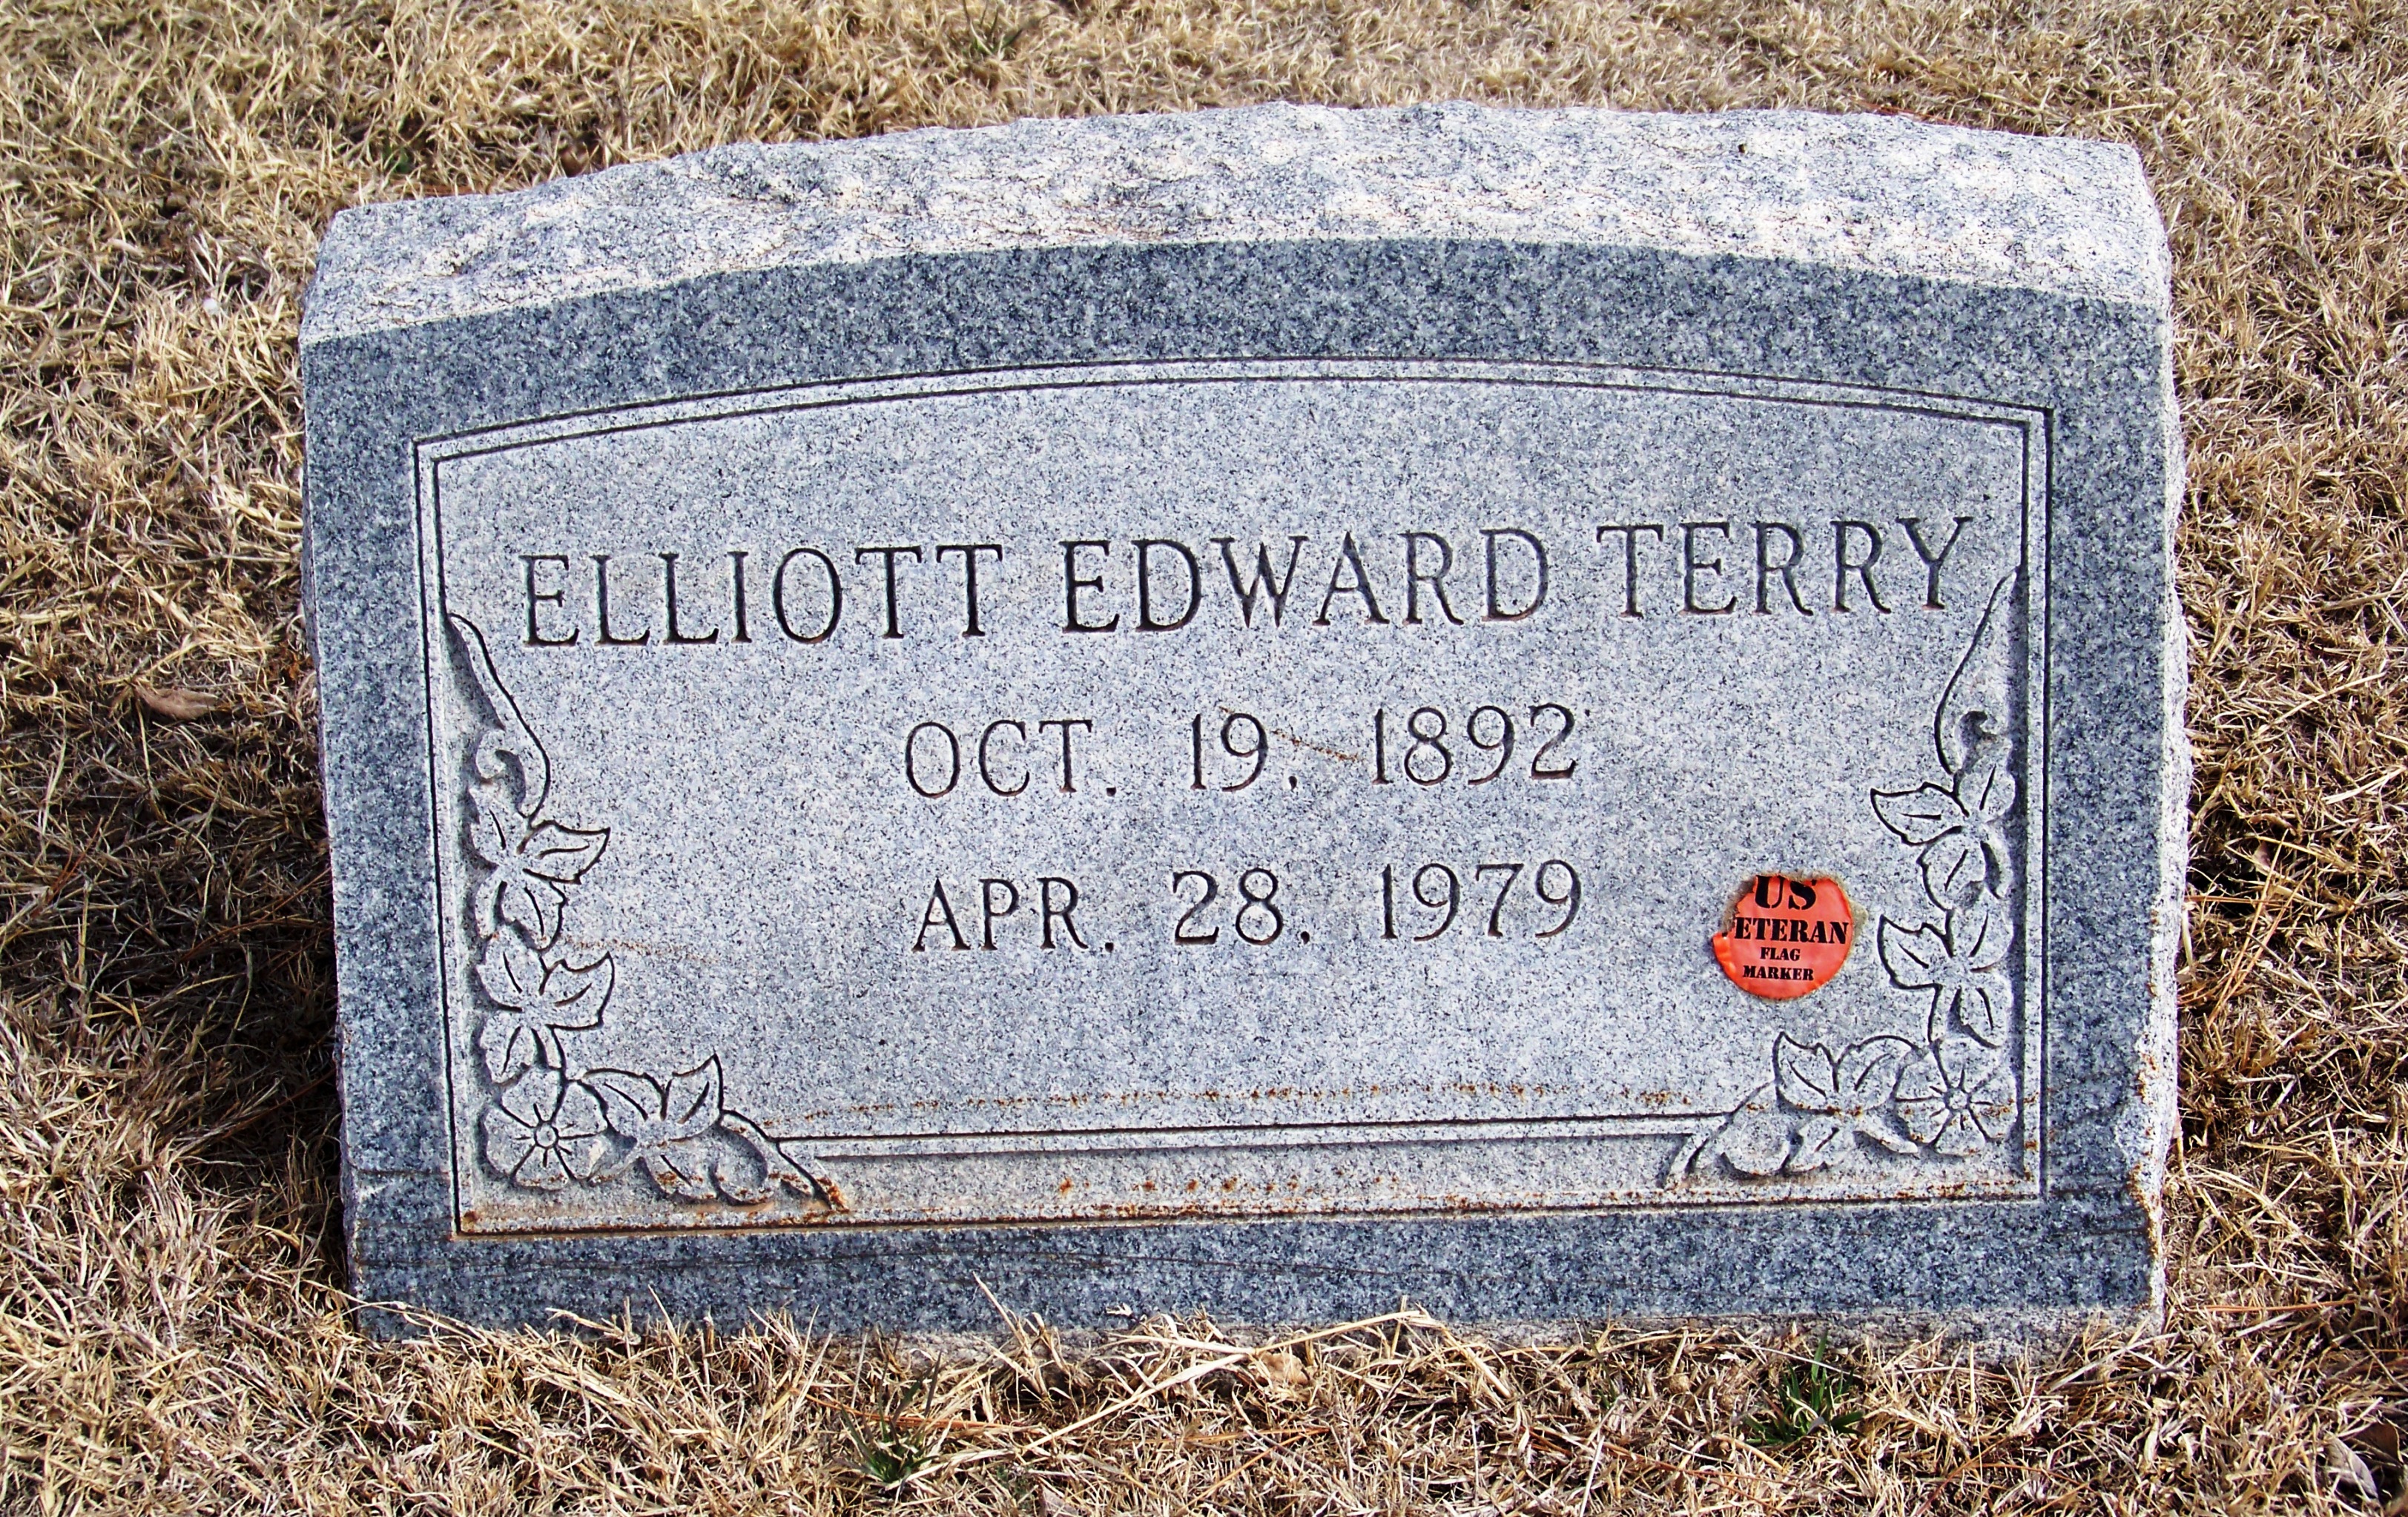 ELLIOTT EDWARD TERRY
OCT. 19, 1892
APR. 28, 1979
US
ETERAN
FLAG
MARKER